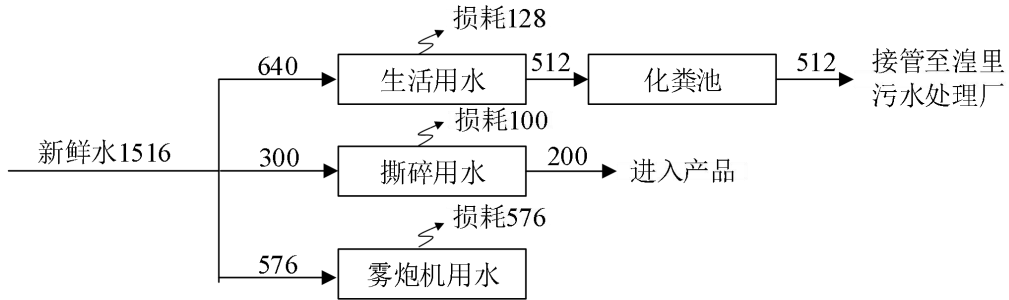 损耗128
640
生活用水
512
化粪池
512
接管至湟里
污水处理厂
新鲜水1516
损耗100
300
撕碎用水
200
进入产品
损耗576
576
雾炮机用水